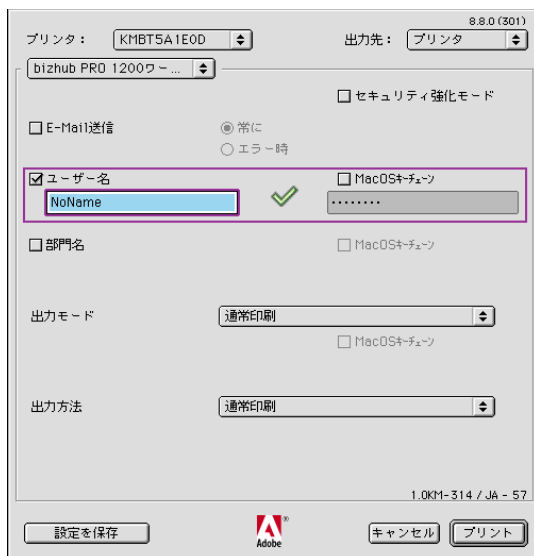 8.8.0 (301)
プリンタ： KMBT5A1E0D 出力先： プリンタ
bizhub PRO 1200ワー...
セキュリティ強化モード
E-Mail送信 常に
エラー時
ユーザー名 MacOSｷｰﾁｪｰﾝ
NoName ••••••••
部門名 MacOSｷｰﾁｪｰﾝ
出力モード 通常印刷
MacOSｷｰﾁｪｰﾝ
出力方法 通常印刷
1.0KM-314 / JA - 57
設定を保存 Adobe キャンセル プリント